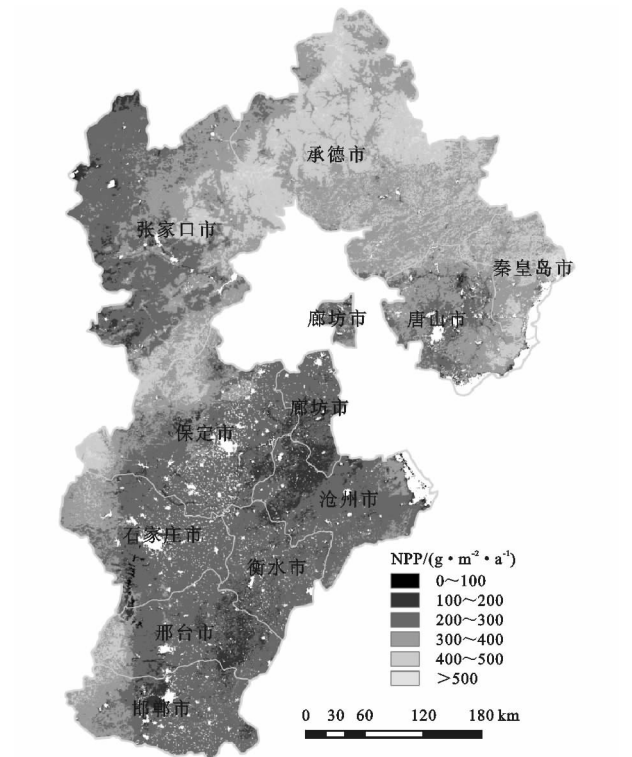 承德市
张家口市
秦皇岛市
廊坊市
唐山市
廊坊市
保定市
沧州市
石家庄市
衡水市
邢台市
邯郸市
NPP/(g·m⁻²·a⁻¹)
0～100
100～200
200～300
300～400
400～500
＞500
0 30 60 120 180 km